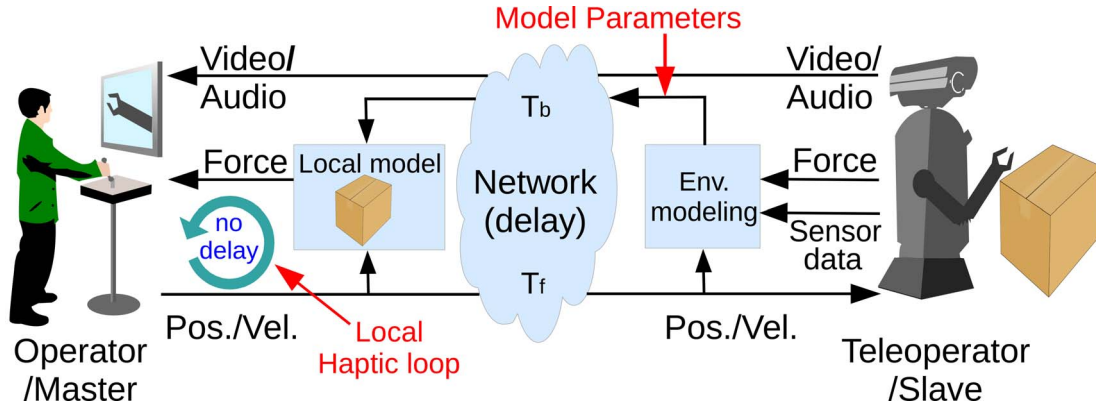 Model Parameters
Video/
Audio
Video/
Audio
Tb
Force
Local model
Network
(delay)
Env.
modeling
Force
no
delay
Sensor
data
Tf
Pos./Vel.
Pos./Vel.
Local
Haptic loop
Operator
/Master
Teleoperator
/Slave